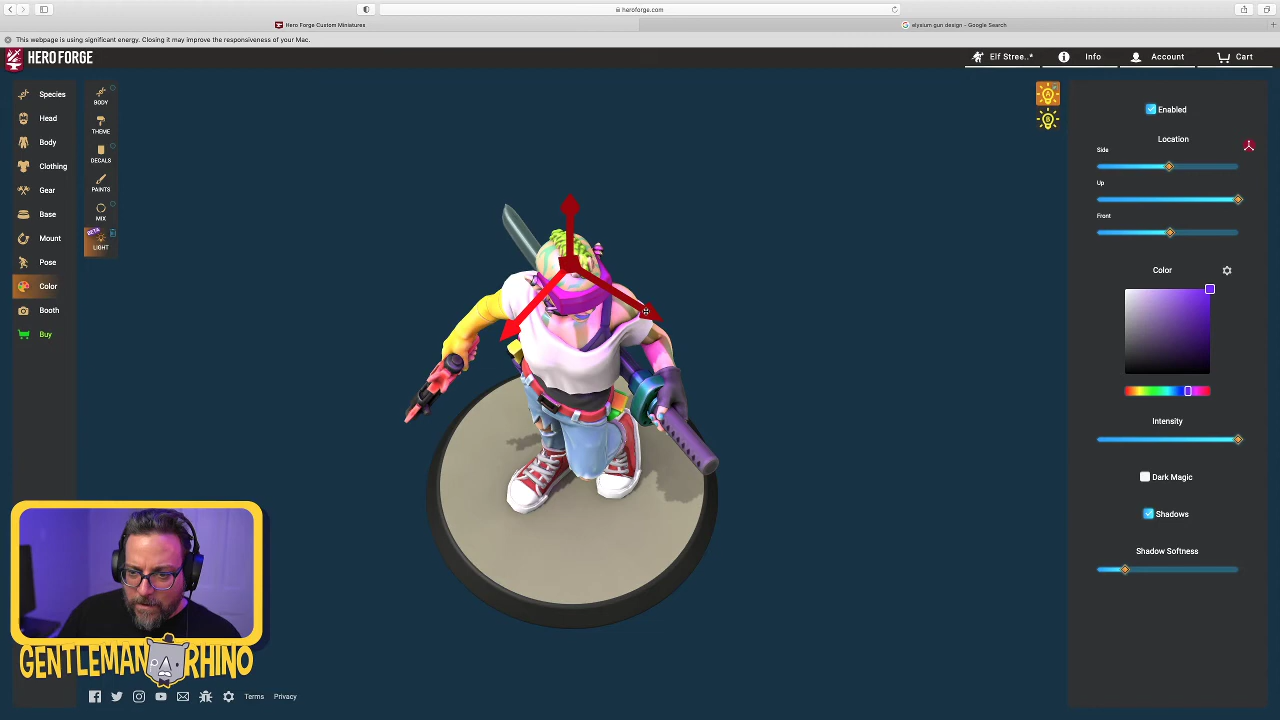 heroforge.com
Hero Forge Custom Miniatures
elysium gun design - Google Search
This webpage is using significant energy. Closing it may improve the responsiveness of your Mac.
HERO FORGE
Elf Stree..*
Info
Account
Cart
Species
Head
Body
Clothing
Gear
Base
Mount
Pose
Color
Booth
Buy
BODY
THEME
DECALS
PAINTS
MIX
BETA
LIGHT
A
B
Enabled
Location
Side
Up
Front
Color
Intensity
Dark Magic
Shadows
Shadow Softness
GENTLEMAN RHINO
Terms
Privacy